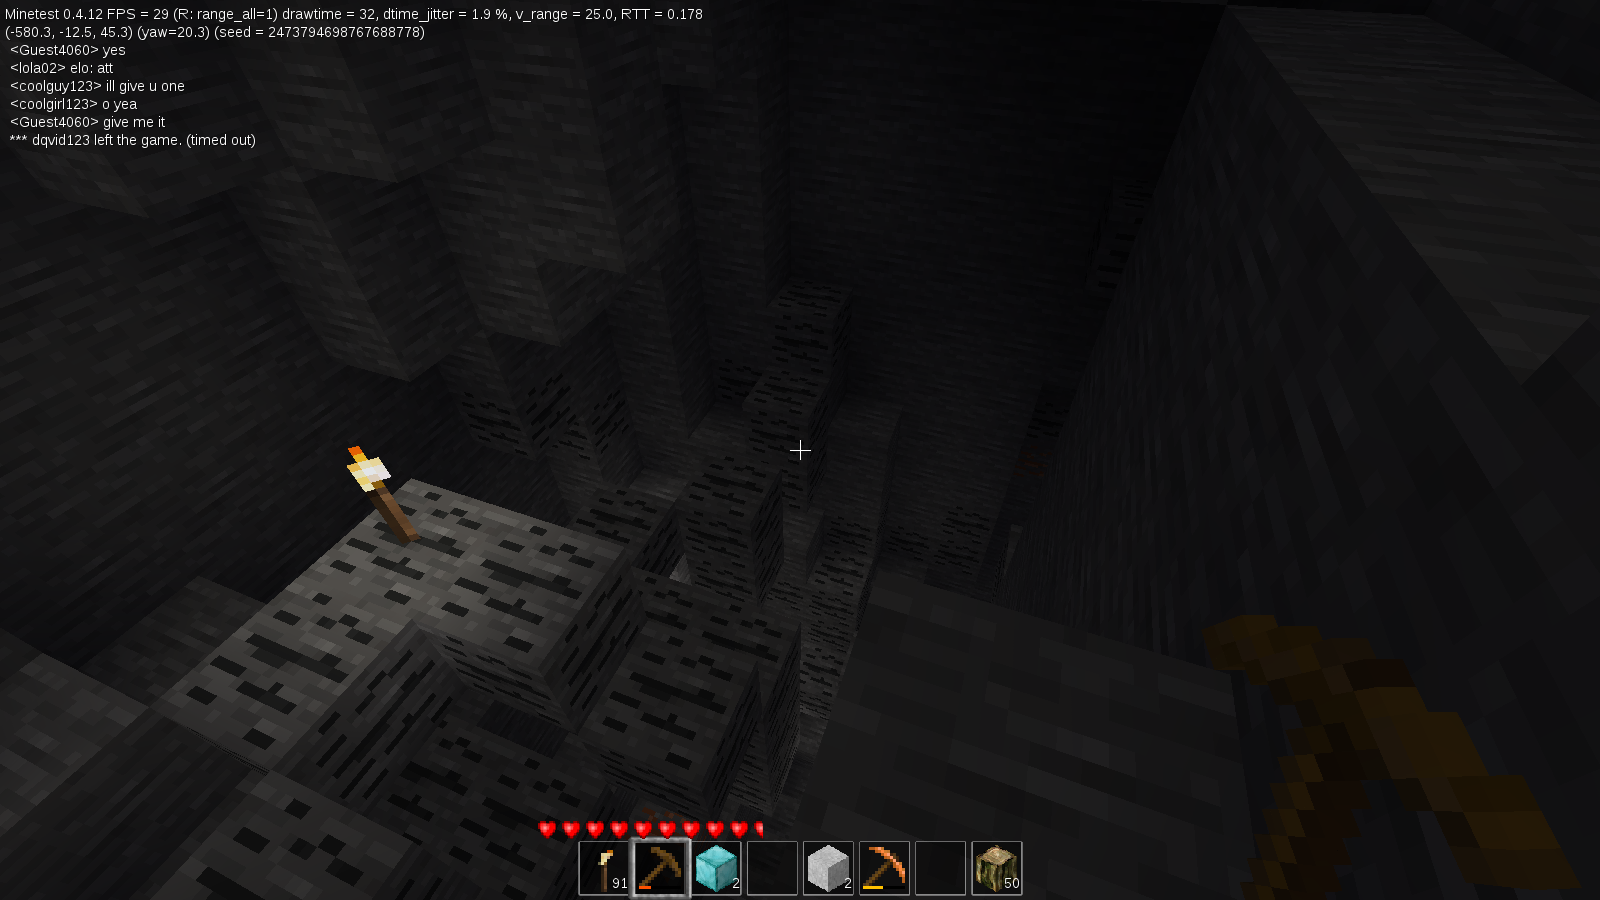 Minetest 0.4.12 FPS = 29 (R: range_all=1) drawtime = 32, dtime_jitter = 1.9 %, v_range = 25.0, RTT = 0.178
(-580.3, -12.5, 45.3) (yaw=20.3) (seed = 2473794698767688778)
<Guest4060> yes
<lola02> elo: att
<coolguy123> ill give u one
<coolgirl123> o yea
<Guest4060> give me it
*** dqvid123 left the game. (timed out)
91 2 2 50